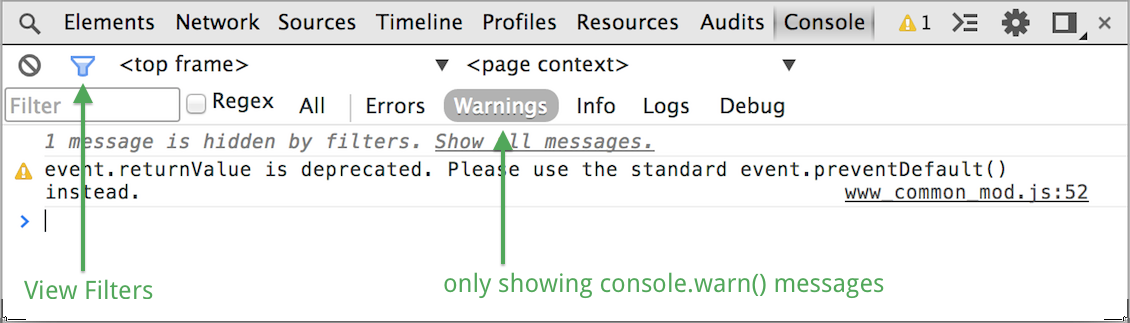 Elements Network Sources Timeline Profiles Resources Audits Console 1
<top frame> <page context>
Filter Regex All Errors Warnings Info Logs Debug
1 message is hidden by filters. Show all messages.
event.returnValue is deprecated. Please use the standard event.preventDefault()
instead. www_common_mod.js:52
View Filters only showing console.warn() messages